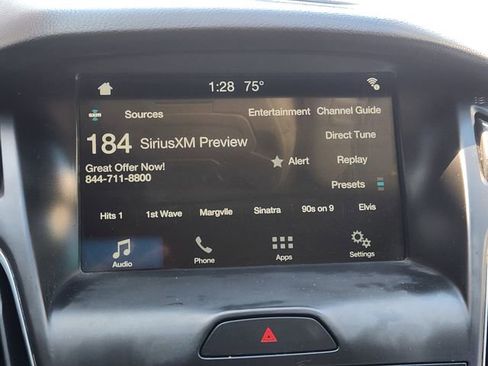 1:28 75°
Sources Entertainment Channel Guide
184 SiriusXM Preview
Direct Tune
Great Offer Now!
Alert Replay
844-711-8800
Presets
Hits 1 1st Wave Margvlle Sinatra 90s on 9 Elvis
Audio Phone Apps Settings